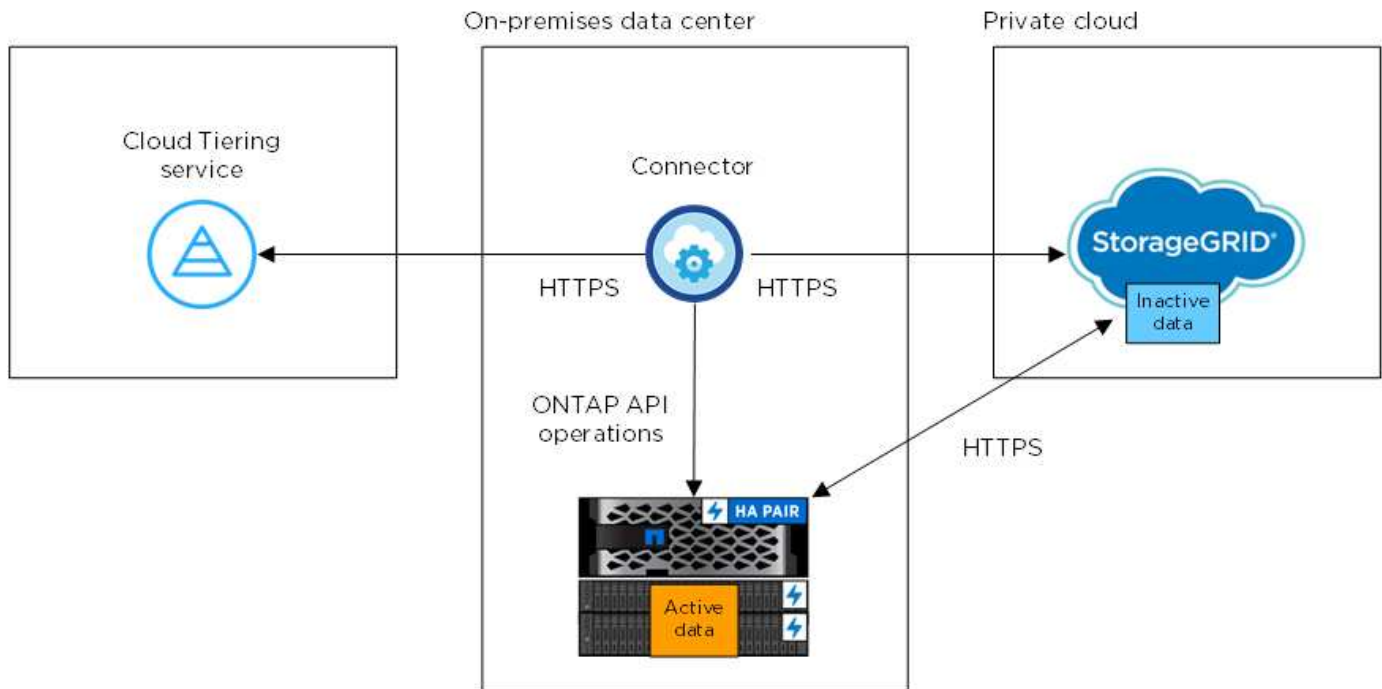 On-premises data center
Private cloud
Cloud Tiering
service
Connector
StorageGRID®
Inactive
data
HTTPS
HTTPS
ONTAP API
operations
HTTPS
HA PAIR
Active
data